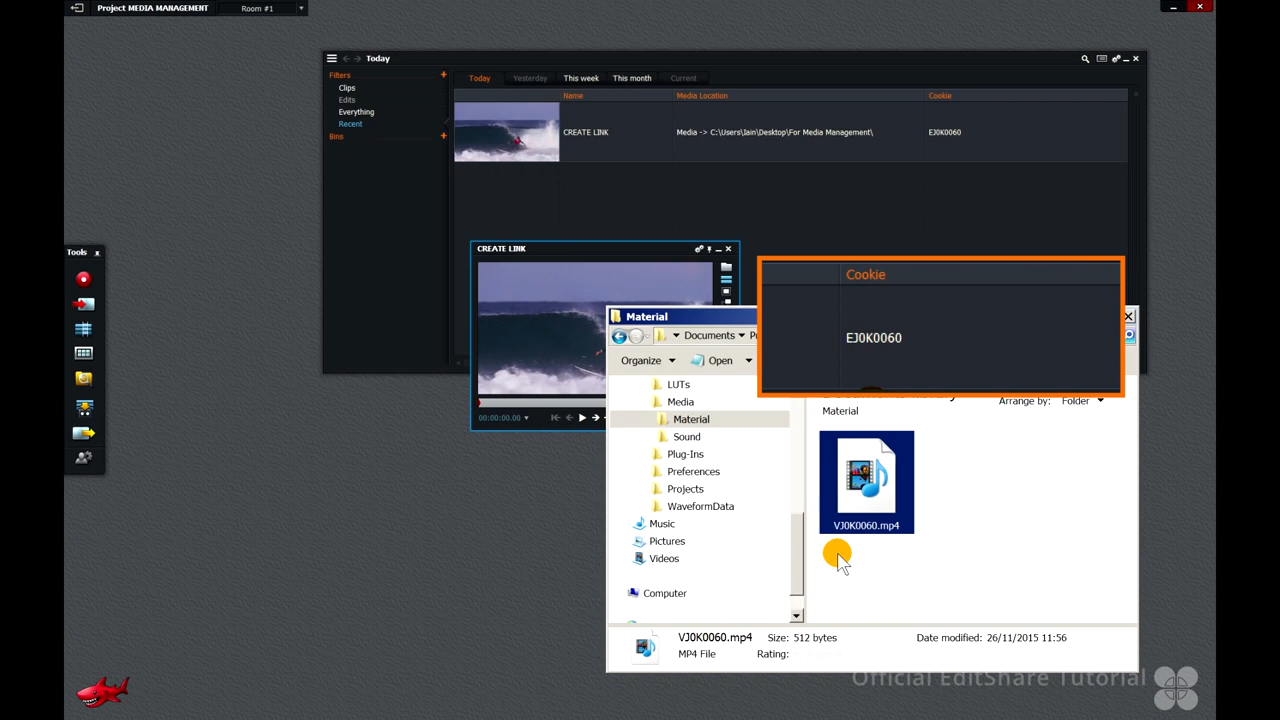 Project MEDIA MANAGEMENT
Room #1
Today
Filters
Clips
Edits
Everything
Recent
Bins
Today
Yesterday
This week
This month
Current
Name
Media Location
Cookie
CREATE LINK
Media -> C:\Users\Iain\Desktop\For Media Management\
EJ0K0060
Tools
CREATE LINK
00:00:00.00
Cookie
EJ0K0060
Material
Documents
Organize
Open
LUTs
Media
Material
Sound
Plug-Ins
Preferences
Projects
WaveformData
Music
Pictures
Videos
Computer
Material
Arrange by: Folder
VJ0K0060.mp4
VJ0K0060.mp4
Size: 512 bytes
Date modified: 26/11/2015 11:56
MP4 File
Rating:
Official EditShare Tutorial